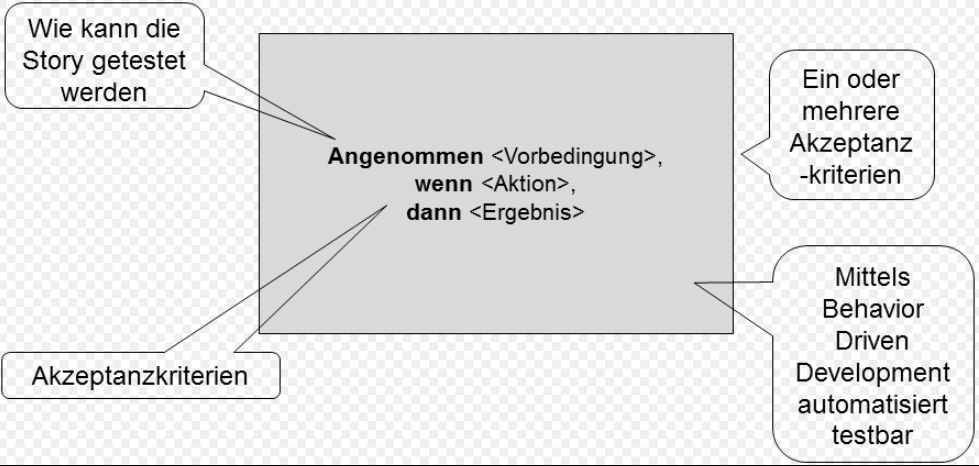 Wie kann die
Story getestet
werden
Angenommen <Vorbedingung>,
wenn <Aktion>,
dann <Ergebnis>
Ein oder
mehrere
Akzeptanz
-kriterien
Akzeptanzkriterien
Mittels
Behavior
Driven
Development
automatisiert
testbar